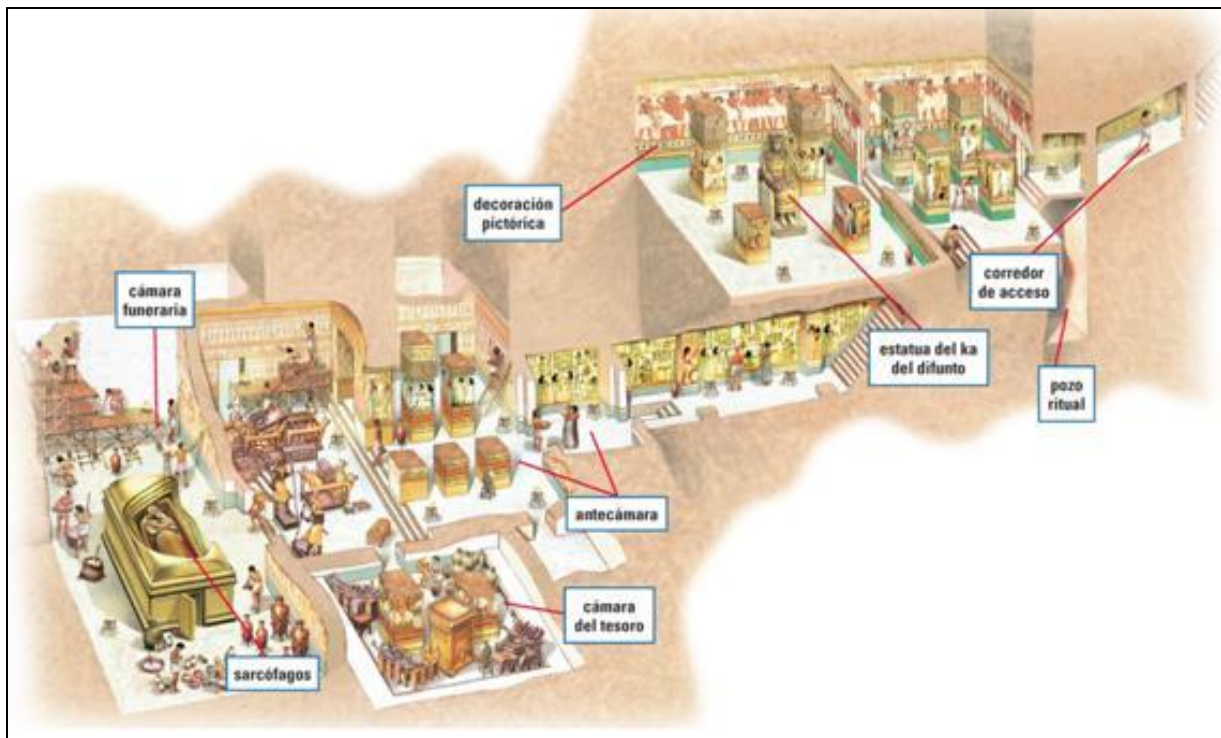 decoración
pictórica
cámara
funeraria
corredor
de acceso
estatua del ka
del difunto
pozo
ritual
antecámara
cámara
del tesoro
sarcófagos